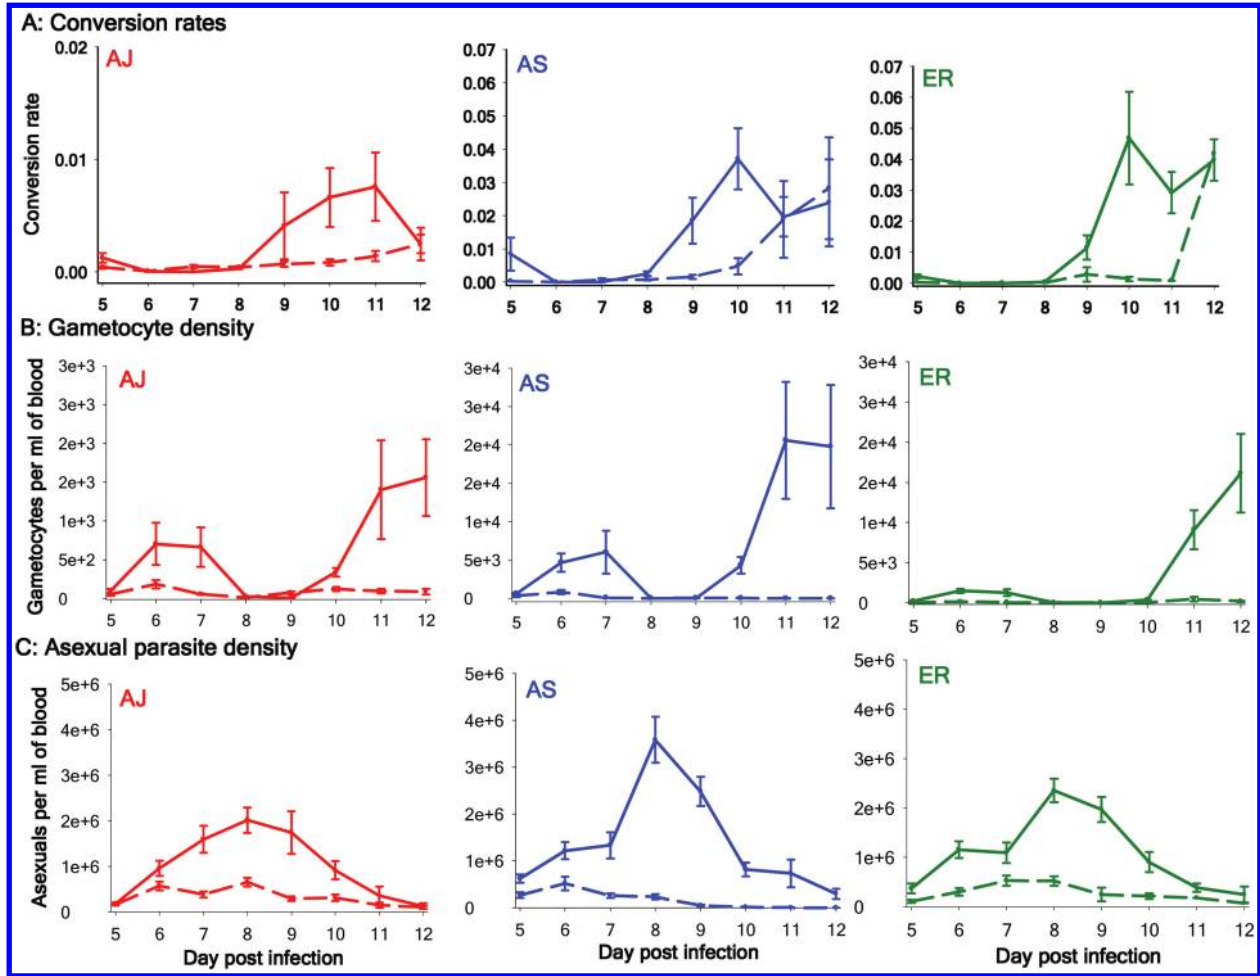 A: Conversion rates
AJ
AS
ER
Conversion rate
0.02
0.01
0.00
0.07
0.06
0.05
0.04
0.03
0.02
0.01
0.00
0.07
0.06
0.05
0.04
0.03
0.02
0.01
0.00
5 6 7 8 9 10 11 12
5 6 7 8 9 10 11 12
5 6 7 8 9 10 11 12
B: Gametocyte density
AJ
AS
ER
Gametocytes per ml of blood
3e+3
3e+3
2e+3
2e+3
1e+3
5e+2
0
3e+4
3e+4
2e+4
2e+4
1e+4
5e+3
0
3e+4
3e+4
2e+4
2e+4
1e+4
5e+3
0
5 6 7 8 9 10 11 12
5 6 7 8 9 10 11 12
5 6 7 8 9 10 11 12
C: Asexual parasite density
AJ
AS
ER
Asexuals per ml of blood
5e+6
4e+6
3e+6
2e+6
1e+6
0
5e+6
4e+6
3e+6
2e+6
1e+6
0
5e+6
4e+6
3e+6
2e+6
1e+6
0
5 6 7 8 9 10 11 12
5 6 7 8 9 10 11 12
5 6 7 8 9 10 11 12
Day post infection
Day post infection
Day post infection